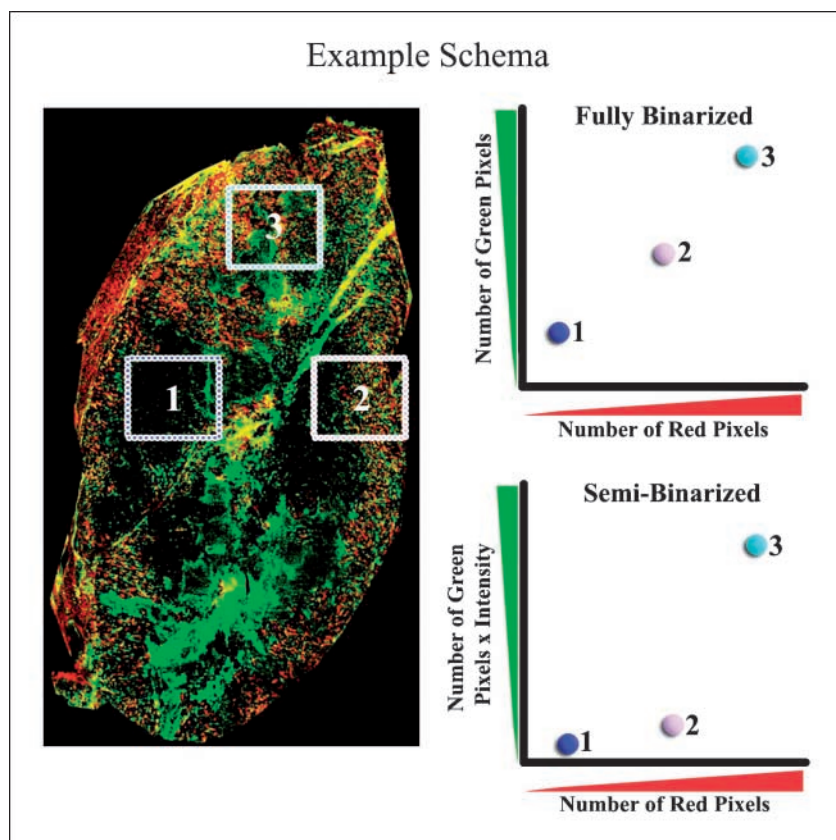 Example Schema
3
1
2
Fully Binarized
Number of Green Pixels
3
2
1
Number of Red Pixels
Semi-Binarized
Number of Green
Pixels x Intensity
3
2
1
Number of Red Pixels